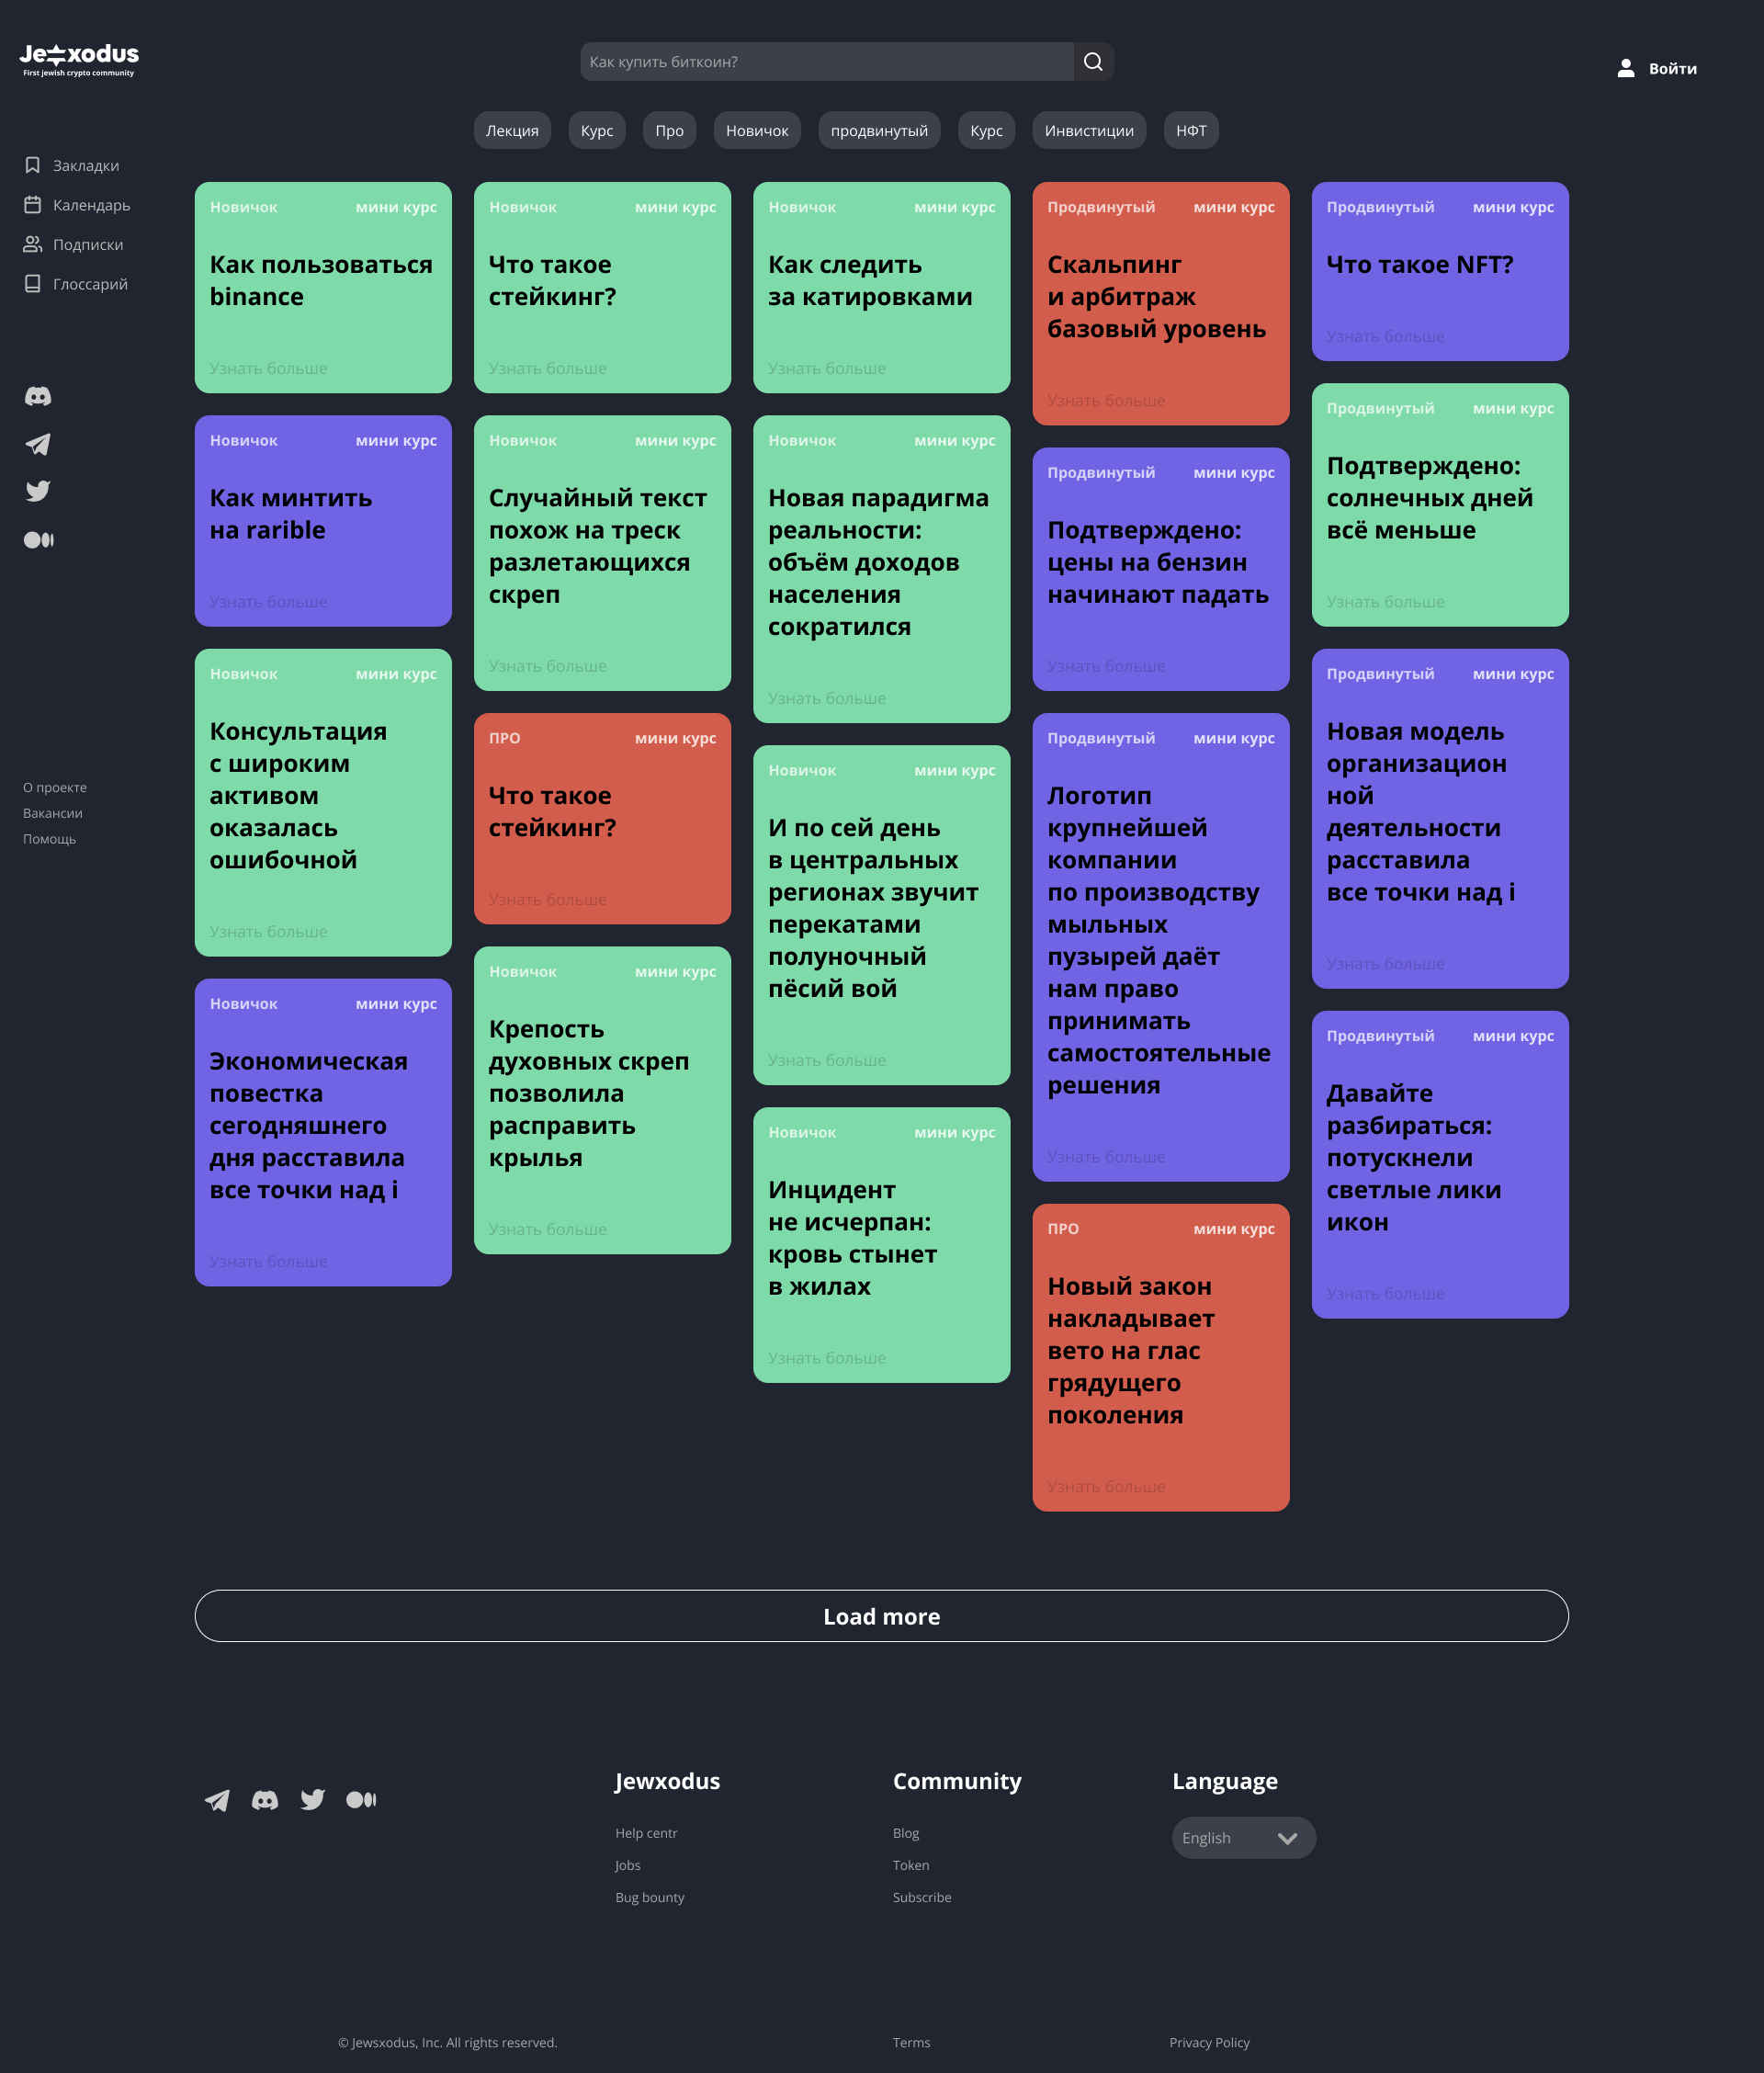 Jewxodus
First jewish crypto community
Как купить биткоин?
Войти
Лекция
Курс
Про
Новичок
продвинутый
Курс
Инвистиции
НФТ
Закладки
Календарь
Подписки
Глоссарий
О проекте
Вакансии
Помощь
Новичок мини курс
Как пользоваться
binance
Узнать больше
Новичок мини курс
Как минтить
на rarible
Узнать больше
Новичок мини курс
Консультация
с широким
активом
оказалась
ошибочной
Узнать больше
Новичок мини курс
Экономическая
повестка
сегодняшнего
дня расставила
все точки над i
Узнать больше
Новичок мини курс
Что такое
стейкинг?
Узнать больше
Новичок мини курс
Случайный текст
похож на треск
разлетающихся
скреп
Узнать больше
ПРО мини курс
Что такое
стейкинг?
Узнать больше
Новичок мини курс
Крепость
духовных скреп
позволила
расправить
крылья
Узнать больше
Новичок мини курс
Как следить
за катировками
Узнать больше
Новичок мини курс
Новая парадигма
реальности:
объём доходов
населения
сократился
Узнать больше
Новичок мини курс
И по сей день
в центральных
регионах звучит
перекатами
полуночный
пёсий вой
Узнать больше
Новичок мини курс
Инцидент
не исчерпан:
кровь стынет
в жилах
Узнать больше
Продвинутый мини курс
Скальпинг
и арбитраж
базовый уровень
Узнать больше
Продвинутый мини курс
Подтверждено:
цены на бензин
начинают падать
Узнать больше
Продвинутый мини курс
Логотип
крупнейшей
компании
по производству
мыльных
пузырей даёт
нам право
принимать
самостоятельные
решения
Узнать больше
ПРО мини курс
Новый закон
накладывает
вето на глас
грядущего
поколения
Узнать больше
Продвинутый мини курс
Что такое NFT?
Узнать больше
Продвинутый мини курс
Подтверждено:
солнечных дней
всё меньше
Узнать больше
Продвинутый мини курс
Новая модель
организацион
ной
деятельности
расставила
все точки над i
Узнать больше
Продвинутый мини курс
Давайте
разбираться:
потускнели
светлые лики
икон
Узнать больше
Load more
Jewxodus
Help centr
Jobs
Bug bounty
Community
Blog
Token
Subscribe
Language
English
© Jewsxodus, Inc. All rights reserved.
Terms
Privacy Policy